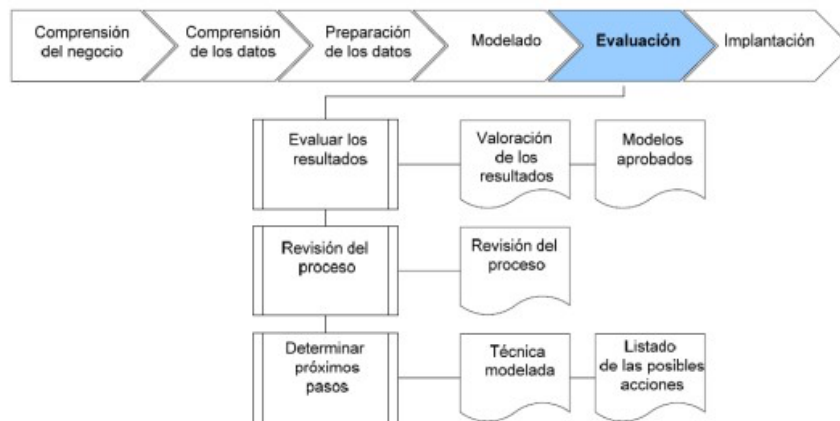 Comprensión
del negocio
Comprensión
de los datos
Preparación
de los datos
Modelado
Evaluación
Implantación
Evaluar los
resultados
Valoración
de los
resultados
Modelos
aprobados
Revisión del
proceso
Revisión del
proceso
Determinar
próximos
pasos
Técnica
modelada
Listado
de las posibles
acciones